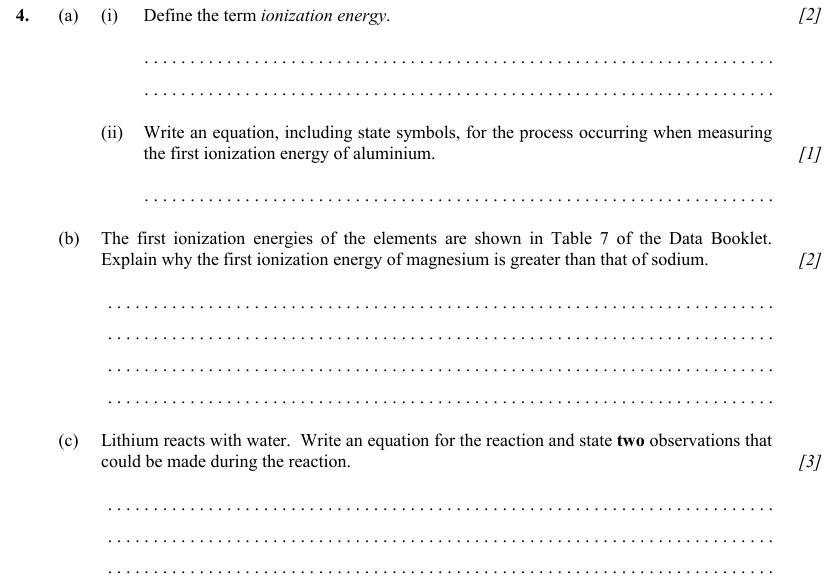 4. (a) (i) Define the term ionization energy. [2]
(ii) Write an equation, including state symbols, for the process occurring when measuring
the first ionization energy of aluminium. [1]
(b) The first ionization energies of the elements are shown in Table 7 of the Data Booklet.
Explain why the first ionization energy of magnesium is greater than that of sodium. [2]
(c) Lithium reacts with water. Write an equation for the reaction and state two observations that
could be made during the reaction. [3]